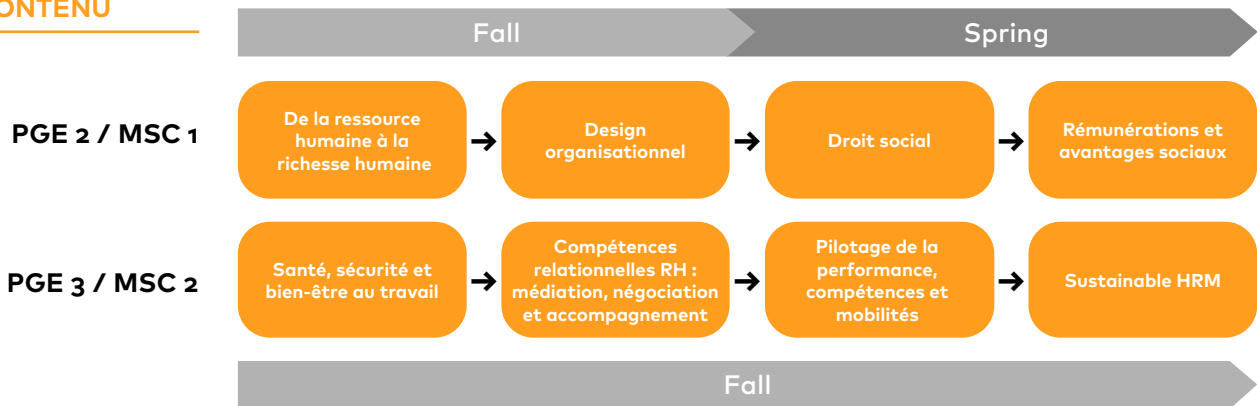 ONTENU
Fall
Spring
PGE 2 / MSC 1
De la ressource
humaine à la
richesse humaine
Design
organisationnel
Droit social
Rémunérations et
avantages sociaux
PGE 3 / MSC 2
Santé, sécurité et
bien-être au travail
Compétences
relationnelles RH :
médiation, négociation
et accompagnement
Pilotage de la
performance,
compétences et
mobilités
Sustainable HRM
Fall